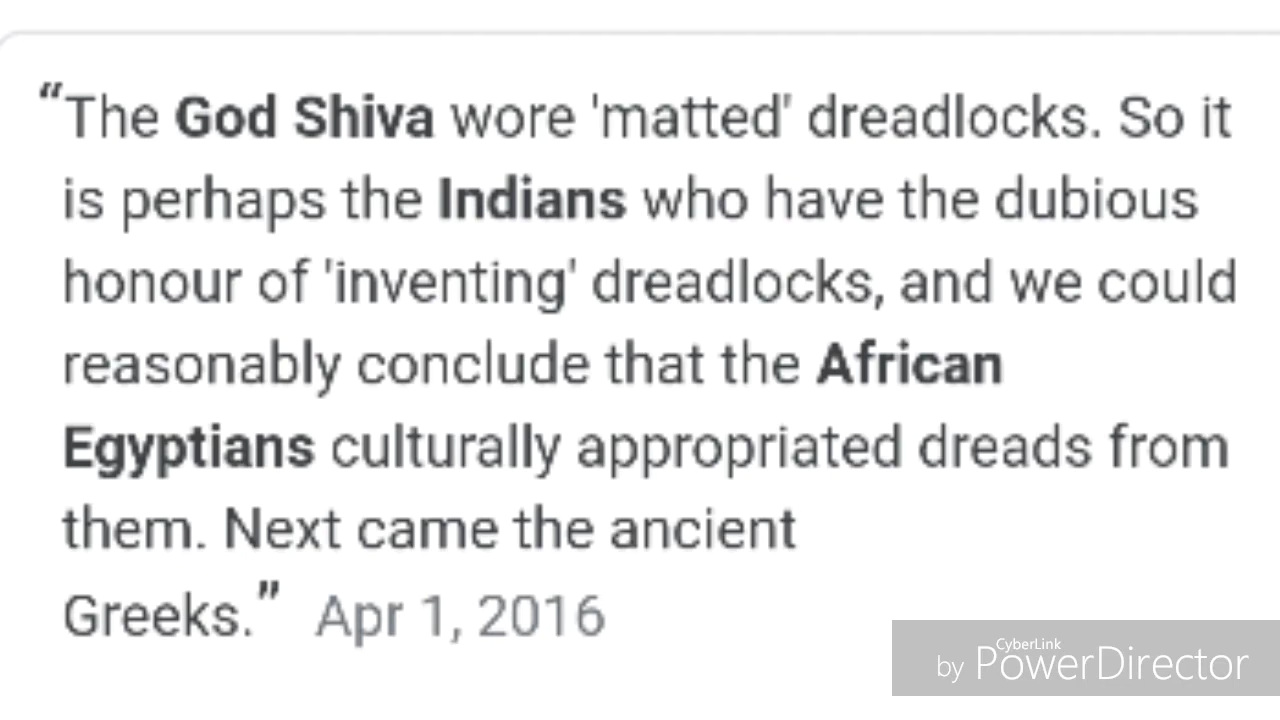 “The God Shiva wore 'matted' dreadlocks. So it
is perhaps the Indians who have the dubious
honour of 'inventing' dreadlocks, and we could
reasonably conclude that the African
Egyptians culturally appropriated dreads from
them. Next came the ancient
Greeks.” Apr 1, 2016
CyberLink
by PowerDirector